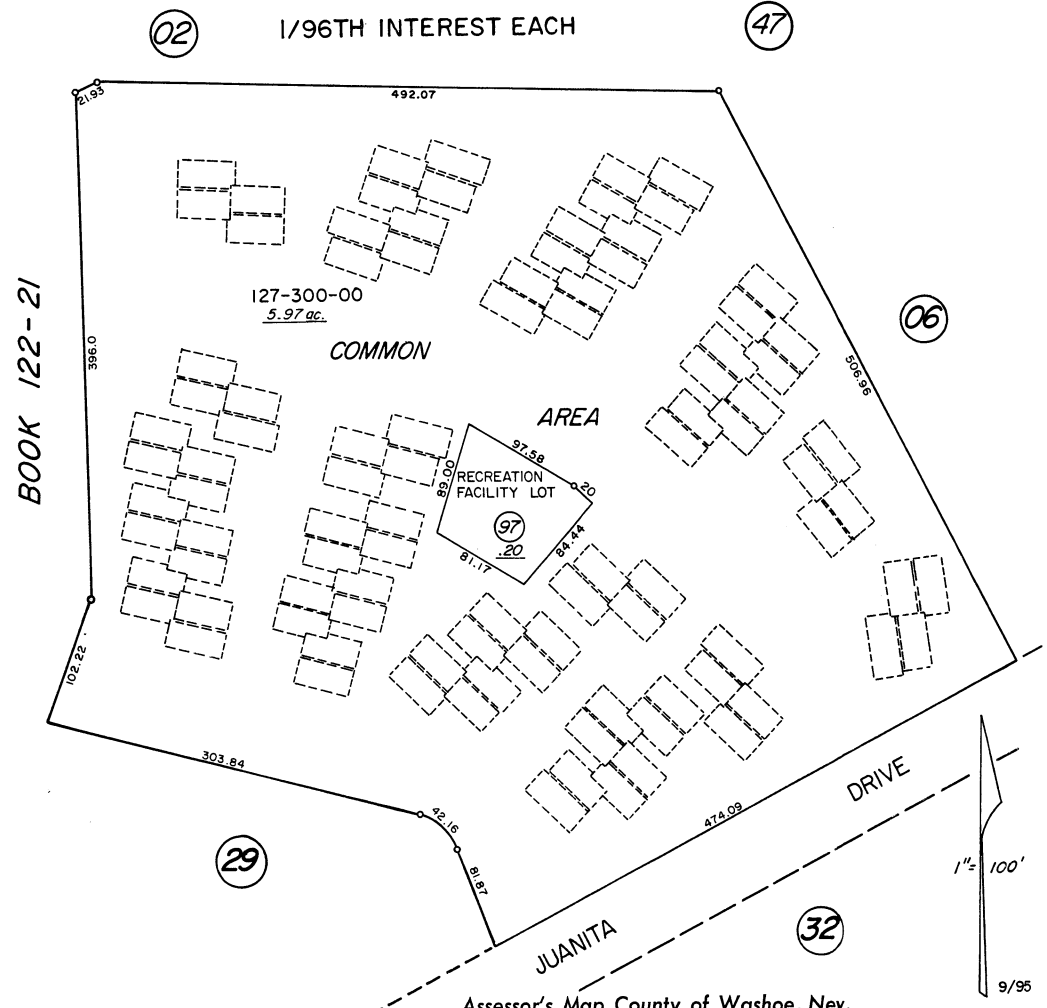 02
1/96TH INTEREST EACH
47
21.93
492.07
BOOK 122-21
396.0
127-300-00
5.97 ac.
COMMON
AREA
06
506.96
97.58
20
89.00
RECREATION
FACILITY LOT
97
.20
84.44
81.17
102.22
303.84
42.16
81.87
29
474.09
JUANITA DRIVE
32
1"= 100'
9/95
Assessor's Map County of Washoe, Nev.